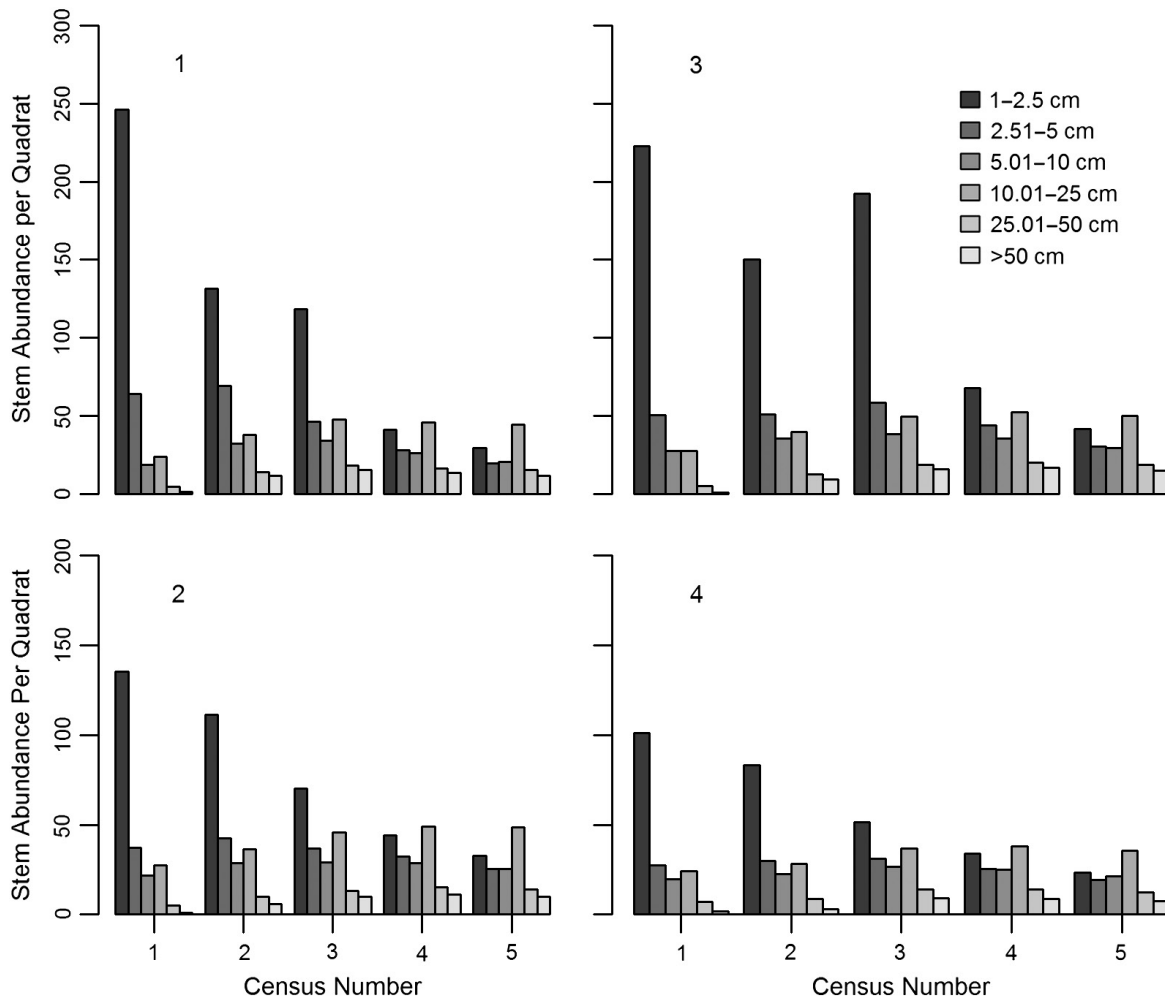 Stem Abundance per Quadrat
300
250
200
150
100
50
0
1
3
1–2.5 cm
2.51–5 cm
5.01–10 cm
10.01–25 cm
25.01–50 cm
>50 cm
Stem Abundance Per Quadrat
200
150
100
50
0
2
4
1 2 3 4 5
Census Number
1 2 3 4 5
Census Number